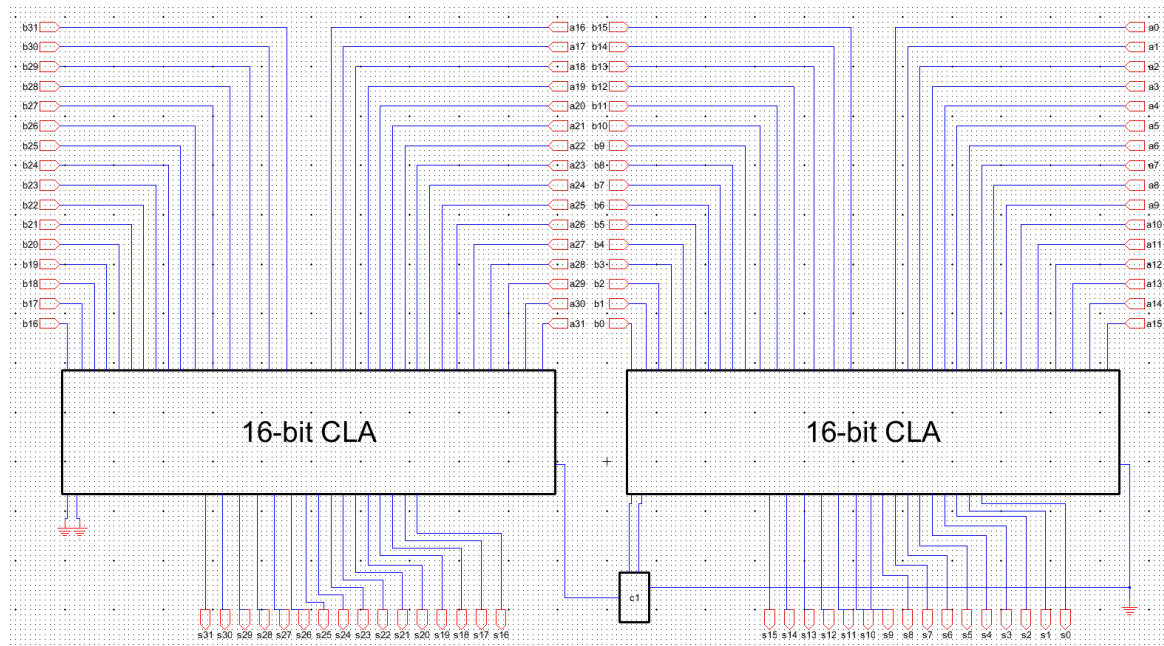 b31 a16 b15 a0
b30 a17 b14 a1
b29 a18 b13 a2
b28 a19 b12 a3
b27 a20 b11 a4
b26 a21 b10 a5
b25 a22 b9 a6
b24 a23 b8 a7
b23 a24 b7 a8
b22 a25 b6 a9
b21 a26 b5 a10
b20 a27 b4 a11
b19 a28 b3 a12
b18 a29 b2 a13
b17 a30 b1 a14
b16 a31 b0 a15
16-bit CLA 16-bit CLA
c1
s31 s30 s29 s28 s27 s26 s25 s24 s23 s22 s21 s20 s19 s18 s17 s16 s15 s14 s13 s12 s11 s10 s9 s8 s7 s6 s5 s4 s3 s2 s1 s0